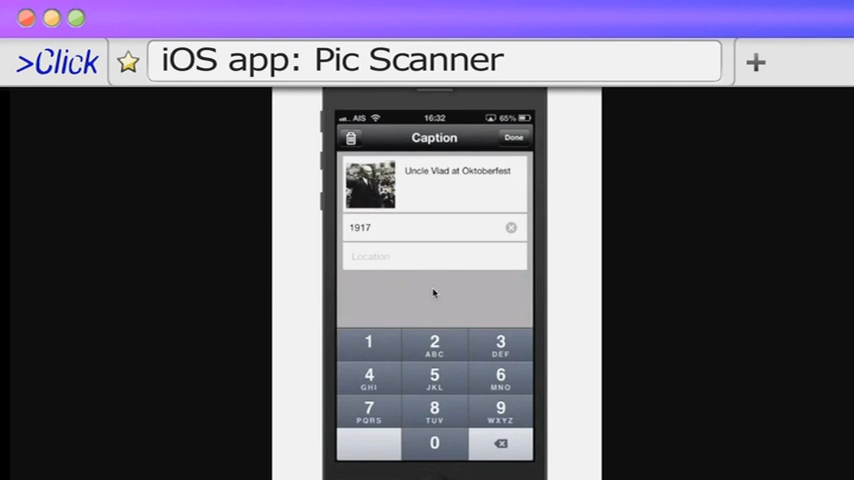 >Click
iOS app: Pic Scanner
AIS 16:32 65%
Caption
Done
Uncle Vlad at Oktoberfest
1917
Location
1 2 3
ABC DEF
4 5 6
GHI JKL MNO
7 8 9
PQRS TUV WXYZ
0